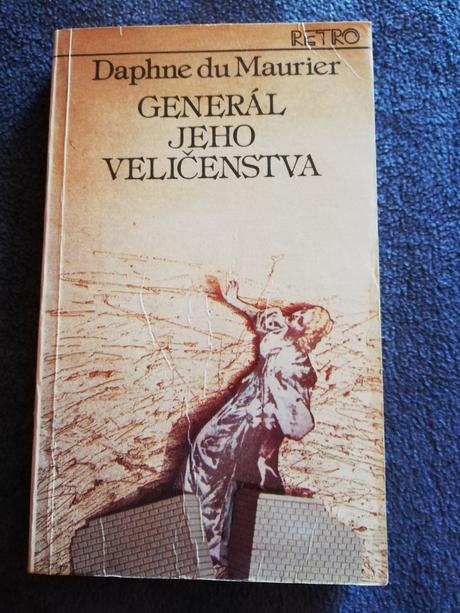 RETRO
Daphne du Maurier
GENERÁL
JEHO
VELIČENSTVA